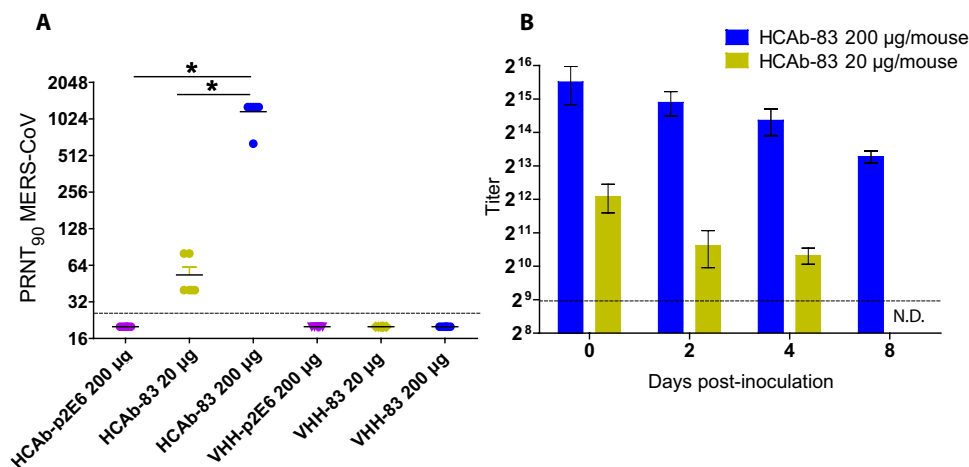 A
PRNT90 MERS-CoV
2048
1024
512
256
128
64
32
16
*
*
HCAb-p2E6 200 µg
HCAb-83 20 µg
HCAb-83 200 µg
VHH-p2E6 200 µg
VHH-83 20 µg
VHH-83 200 µg
B
HCAb-83 200 µg/mouse
HCAb-83 20 µg/mouse
Titer
2^16
2^15
2^14
2^13
2^12
2^11
2^10
2^9
2^8
N.D.
0 2 4 8
Days post-inoculation